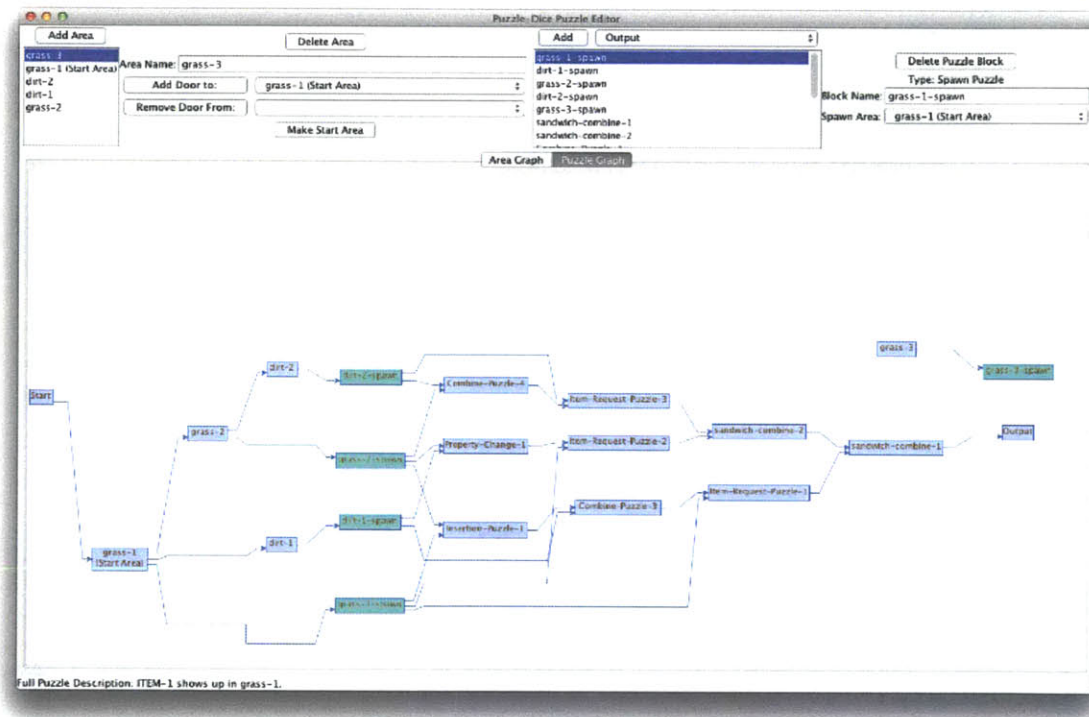 Puzzle-Dice Puzzle Editor
Add Area
Delete Area
Add
Output
grass-3
grass-1 (Start Area)
dirt-2
dirt-1
grass-2
Area Name: grass-3
Add Door to:
grass-1 (Start Area)
Remove Door From:
Make Start Area
grass-1-spawn
dirt-1-spawn
grass-2-spawn
dirt-2-spawn
grass-3-spawn
sandwich-combine-1
sandwich-combine-2
Delete Puzzle Block
Type: Spawn Puzzle
Block Name: grass-1-spawn
Spawn Area: grass-1 (Start Area)
Area Graph
Puzzle Graph
Start
grass-2
grass-1
(Start Area)
dirt-2
dirt-1
dirt-2-spawn
grass-2-spawn
dirt-1-spawn
grass-1-spawn
Combine-Puzzle-4
Property-Change-1
Insertion-Puzzle-1
Item-Request-Puzzle-3
Item-Request-Puzzle-2
Combine-Puzzle-3
sandwich-combine-2
Item-Request-Puzzle-1
sandwich-combine-1
grass-3
grass-3-spawn
Output
Full Puzzle Description. ITEM-1 shows up in grass-1.